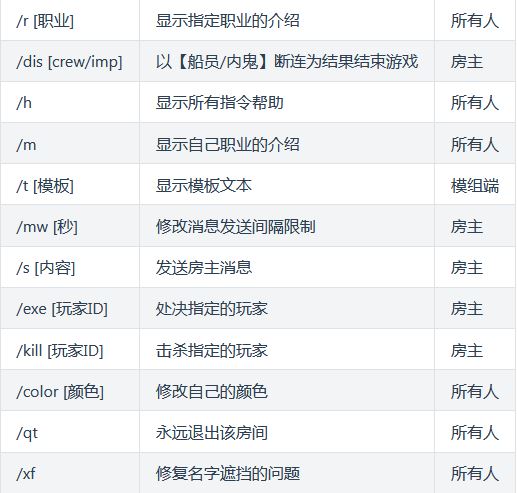 /r [职业] 显示指定职业的介绍 所有人
/dis [crew/imp] 以【船员/内鬼】断连为结果结束游戏 房主
/h 显示所有指令帮助 所有人
/m 显示自己职业的介绍 所有人
/t [模板] 显示模板文本 模组端
/mw [秒] 修改消息发送间隔限制 房主
/s [内容] 发送房主消息 房主
/exe [玩家ID] 处决指定的玩家 房主
/kill [玩家ID] 击杀指定的玩家 房主
/color [颜色] 修改自己的颜色 所有人
/qt 永远退出该房间 所有人
/xf 修复名字遮挡的问题 所有人